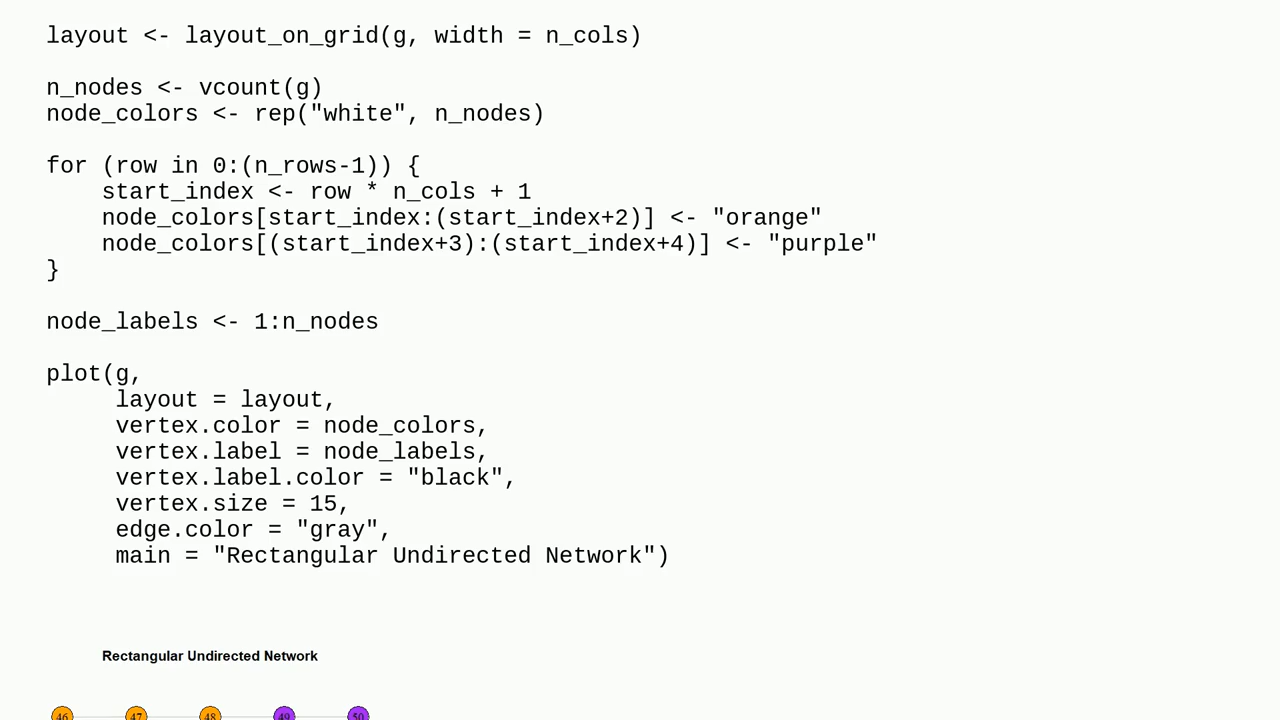 layout <- layout_on_grid(g, width = n_cols)
n_nodes <- vcount(g)
node_colors <- rep("white", n_nodes)
for (row in 0:(n_rows-1)) {
    start_index <- row * n_cols + 1
    node_colors[start_index:(start_index+2)] <- "orange"
    node_colors[(start_index+3):(start_index+4)] <- "purple"
}
node_labels <- 1:n_nodes
plot(g,
     layout = layout,
     vertex.color = node_colors,
     vertex.label = node_labels,
     vertex.label.color = "black",
     vertex.size = 15,
     edge.color = "gray",
     main = "Rectangular Undirected Network")
Rectangular Undirected Network
46 47 48 49 50